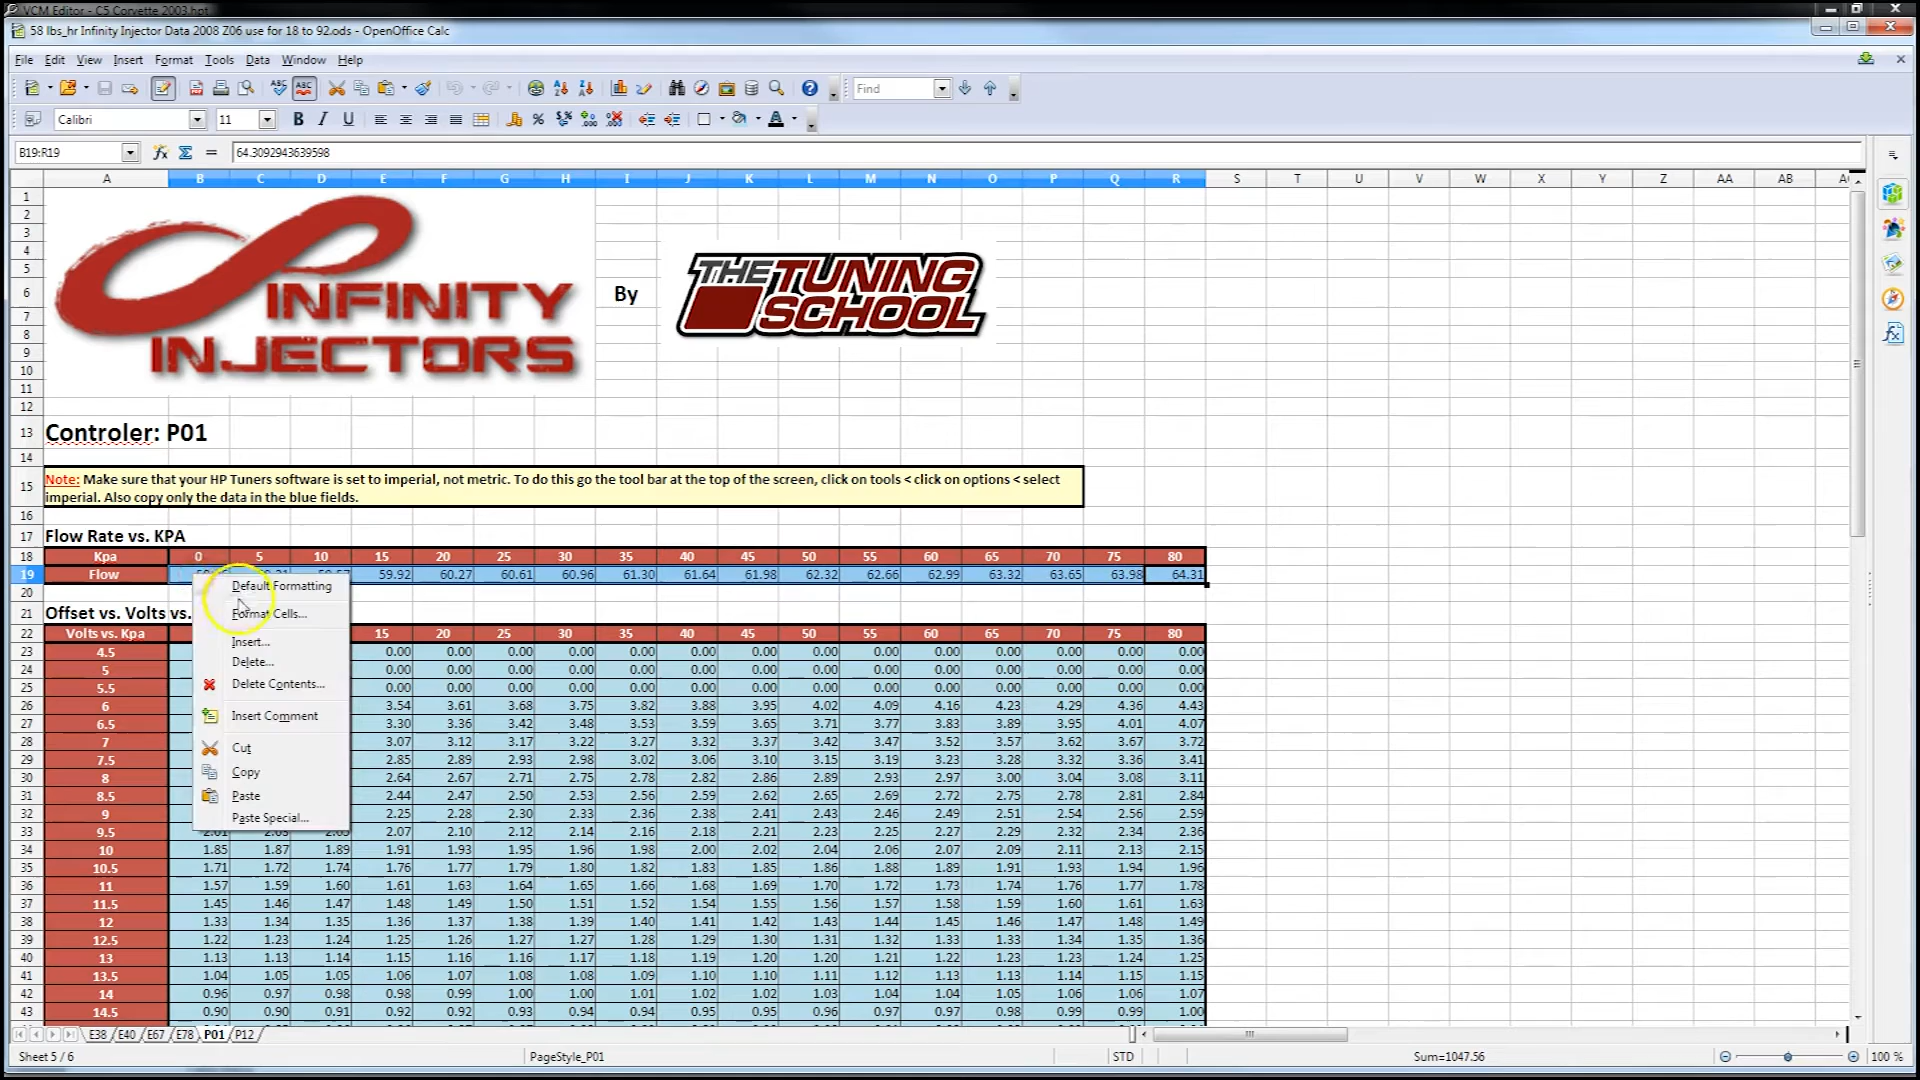 VCM Editor - C5 Corvette 2003.hpt
58 lbs_hr Infinity Injector Data 2008 Z06 use for 18 to 92.ods - OpenOffice Calc
File Edit View Insert Format Tools Data Window Help
Find
Calibri 11
B19:R19 64.3092943639598
A B C D E F G H I J K L M N O P Q R S T U V W X Y Z AA AB
1
2
3
4
5
6
7
8
9
10
11
12
INFINITY
INJECTORS
By
THE TUNING
SCHOOL
13 Controler: P01
14
15 Note: Make sure that your HP Tuners software is set to imperial, not metric. To do this go the tool bar at the top of the screen, click on tools < click on options < select
imperial. Also copy only the data in the blue fields.
16
17 Flow Rate vs. KPA
18 Kpa 0 5 10 15 20 25 30 35 40 45 50 55 60 65 70 75 80
19 Flow 59.92 60.27 60.61 60.96 61.30 61.64 61.98 62.32 62.66 62.99 63.32 63.65 63.98 64.31
20
21 Offset vs. Volts vs.
22 Volts vs. Kpa 15 20 25 30 35 40 45 50 55 60 65 70 75 80
23 4.5 0.00 0.00 0.00 0.00 0.00 0.00 0.00 0.00 0.00 0.00 0.00 0.00 0.00 0.00
24 5 0.00 0.00 0.00 0.00 0.00 0.00 0.00 0.00 0.00 0.00 0.00 0.00 0.00 0.00
25 5.5 0.00 0.00 0.00 0.00 0.00 0.00 0.00 0.00 0.00 0.00 0.00 0.00 0.00 0.00
26 6 3.54 3.61 3.68 3.75 3.82 3.88 3.95 4.02 4.09 4.16 4.23 4.29 4.36 4.43
27 6.5 3.30 3.36 3.42 3.48 3.53 3.59 3.65 3.71 3.77 3.83 3.89 3.95 4.01 4.07
28 7 3.07 3.12 3.17 3.22 3.27 3.32 3.37 3.42 3.47 3.52 3.57 3.62 3.67 3.72
29 7.5 2.85 2.89 2.93 2.98 3.02 3.06 3.10 3.15 3.19 3.23 3.28 3.32 3.36 3.41
30 8 2.64 2.67 2.71 2.75 2.78 2.82 2.86 2.89 2.93 2.97 3.00 3.04 3.08 3.11
31 8.5 2.44 2.47 2.50 2.53 2.56 2.59 2.62 2.65 2.69 2.72 2.75 2.78 2.81 2.84
32 9 2.25 2.28 2.30 2.33 2.36 2.38 2.41 2.43 2.46 2.49 2.51 2.54 2.56 2.59
33 9.5 2.07 2.10 2.12 2.14 2.16 2.18 2.21 2.23 2.25 2.27 2.29 2.32 2.34 2.36
34 10 1.85 1.87 1.89 1.91 1.93 1.95 1.96 1.98 2.00 2.02 2.04 2.06 2.07 2.09 2.11 2.13 2.15
35 10.5 1.71 1.72 1.74 1.76 1.77 1.79 1.80 1.82 1.83 1.85 1.86 1.88 1.89 1.91 1.93 1.94 1.96
36 11 1.57 1.59 1.60 1.61 1.63 1.64 1.65 1.66 1.68 1.69 1.70 1.72 1.73 1.74 1.76 1.77 1.78
37 11.5 1.45 1.46 1.47 1.48 1.49 1.50 1.51 1.52 1.54 1.55 1.56 1.57 1.58 1.59 1.60 1.61 1.63
38 12 1.33 1.34 1.35 1.36 1.37 1.38 1.39 1.40 1.41 1.42 1.43 1.44 1.45 1.46 1.47 1.48 1.49
39 12.5 1.22 1.23 1.24 1.25 1.26 1.27 1.27 1.28 1.29 1.30 1.31 1.32 1.33 1.33 1.34 1.35 1.36
40 13 1.13 1.13 1.14 1.15 1.16 1.16 1.17 1.18 1.19 1.20 1.20 1.21 1.22 1.23 1.23 1.24 1.25
41 13.5 1.04 1.05 1.05 1.06 1.07 1.08 1.08 1.09 1.10 1.10 1.11 1.12 1.13 1.13 1.14 1.15 1.15
42 14 0.96 0.97 0.98 0.98 0.99 1.00 1.00 1.01 1.02 1.02 1.03 1.04 1.04 1.05 1.06 1.06 1.07
43 14.5 0.90 0.90 0.91 0.92 0.92 0.93 0.94 0.94 0.95 0.95 0.96 0.97 0.97 0.98 0.99 0.99 1.00
Default Formatting
Format Cells...
Insert...
Delete...
Delete Contents...
Insert Comment
Cut
Copy
Paste
Paste Special...
E38 E40 E67 E78 P01 P12
Sheet 5 / 6 PageStyle_P01 STD Sum=1047.56 100 %